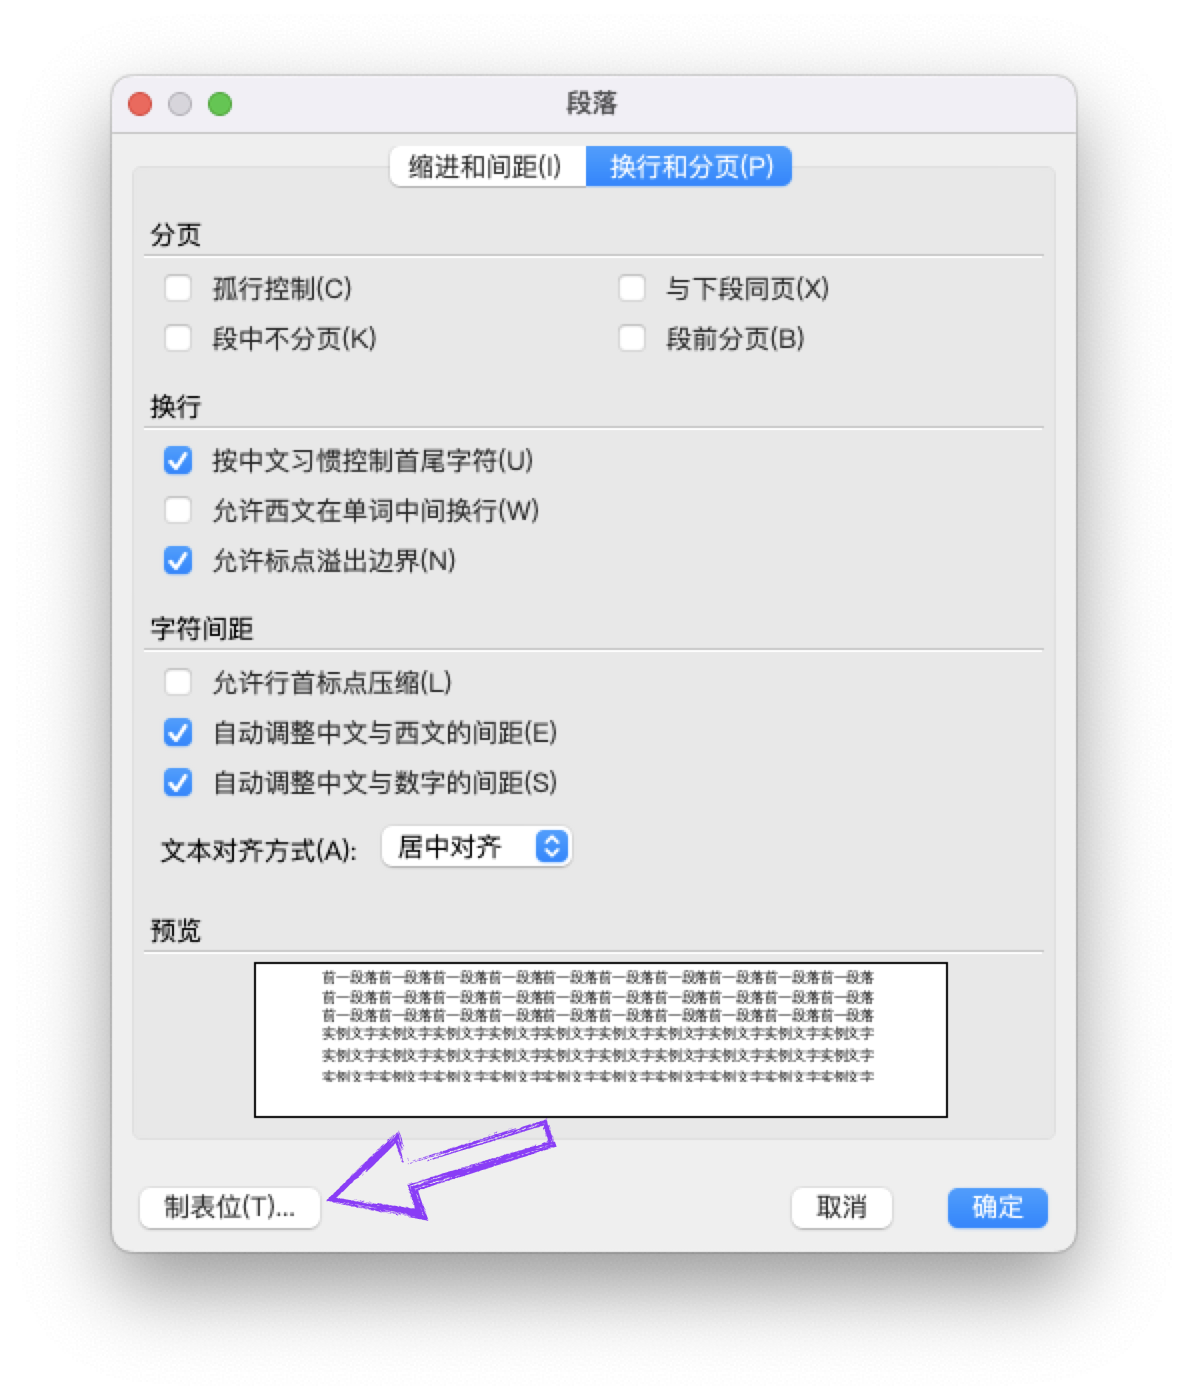 段落
缩进和间距(I) 换行和分页(P)
分页
孤行控制(C) 与下段同页(X)
段中不分页(K) 段前分页(B)
换行
按中文习惯控制首尾字符(U)
允许西文在单词中间换行(W)
允许标点溢出边界(N)
字符间距
允许行首标点压缩(L)
自动调整中文与西文的间距(E)
自动调整中文与数字的间距(S)
文本对齐方式(A): 居中对齐
预览
前一段落前一段落前一段落前一段落前一段落前一段落前一段落前一段落前一段落前一段落
前一段落前一段落前一段落前一段落前一段落前一段落前一段落前一段落前一段落前一段落
前一段落前一段落前一段落前一段落前一段落前一段落前一段落前一段落前一段落前一段落
实例文字实例文字实例文字实例文字实例文字实例文字实例文字实例文字实例文字实例文字
实例文字实例文字实例文字实例文字实例文字实例文字实例文字实例文字实例文字实例文字
实例文字实例文字实例文字实例文字实例文字实例文字实例文字实例文字实例文字实例文字
制表位(T)... 取消 确定